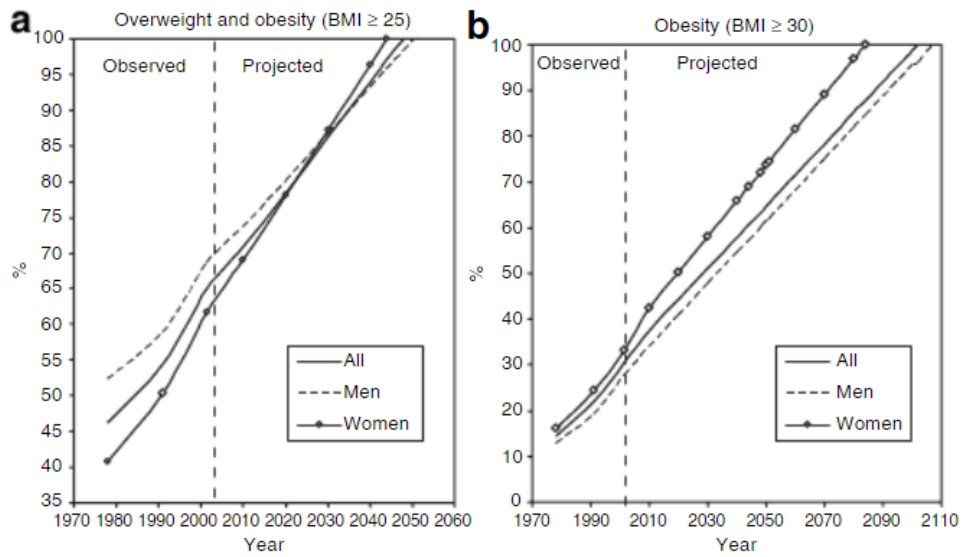 a
Overweight and obesity (BMI ≥ 25)
100
95
90
85
80
75
70
65
60
55
50
45
40
35
%
Observed
Projected
All
Men
Women
1970 1980 1990 2000 2010 2020 2030 2040 2050 2060
Year
b
Obesity (BMI ≥ 30)
100
90
80
70
60
50
40
30
20
10
0
%
Observed
Projected
All
Men
Women
1970 1990 2010 2030 2050 2070 2090 2110
Year